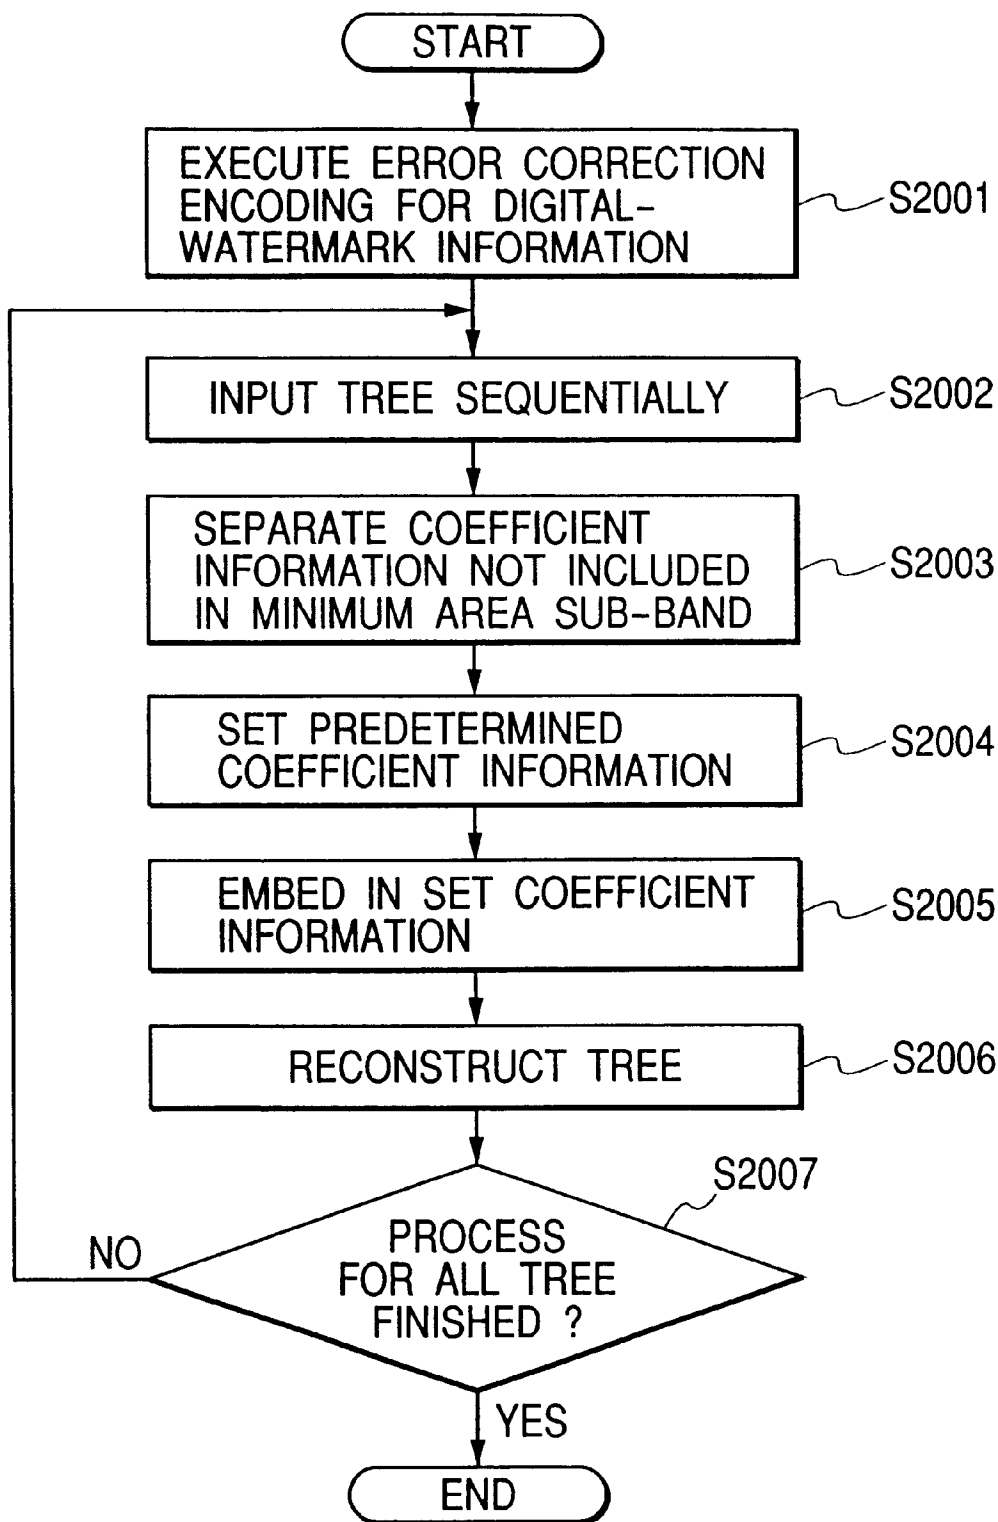 START
EXECUTE ERROR CORRECTION
ENCODING FOR DIGITAL-
WATERMARK INFORMATION
S2001
INPUT TREE SEQUENTIALLY
S2002
SEPARATE COEFFICIENT
INFORMATION NOT INCLUDED
IN MINIMUM AREA SUB-BAND
S2003
SET PREDETERMINED
COEFFICIENT INFORMATION
S2004
EMBED IN SET COEFFICIENT
INFORMATION
S2005
RECONSTRUCT TREE
S2006
S2007
PROCESS
FOR ALL TREE
FINISHED ?
NO
YES
END